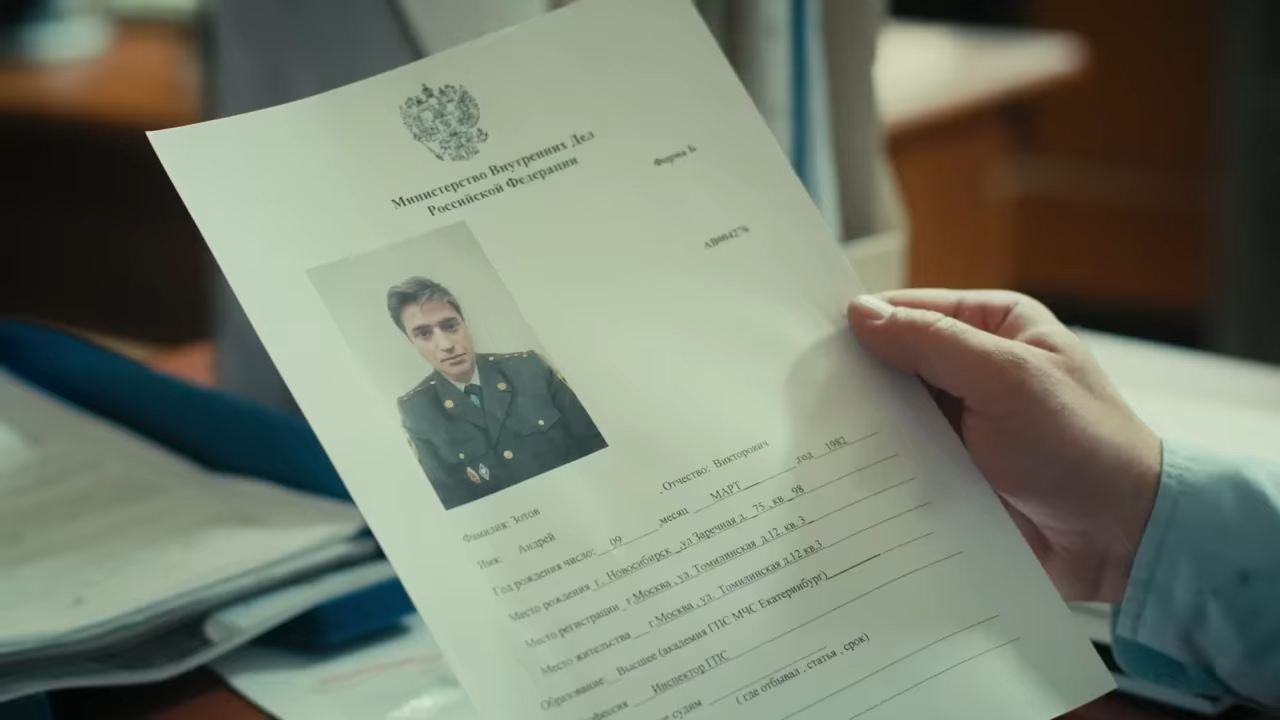 Министерство Внутренних Дел
Российской Федерации
Форма Б
АВ004276
Фамилия: Зотов
Имя: Андрей , Отчество: Викторович
Год рождения число: 09 ,месяц МАРТ ,год 1982
Место рождения г. Новосибирск ,ул Заречная д. 75, кв. 98
Место регистрации г.Москва , ул. Томилинская д.12. кв. 3
Место жительства г.Москва , ул. Томилинская д.12 кв.3
Образование Высшее (академия ГПС МЧС Екатеринбург)
Инспектор ГПС
судим ( где отбывал , статья , срок)